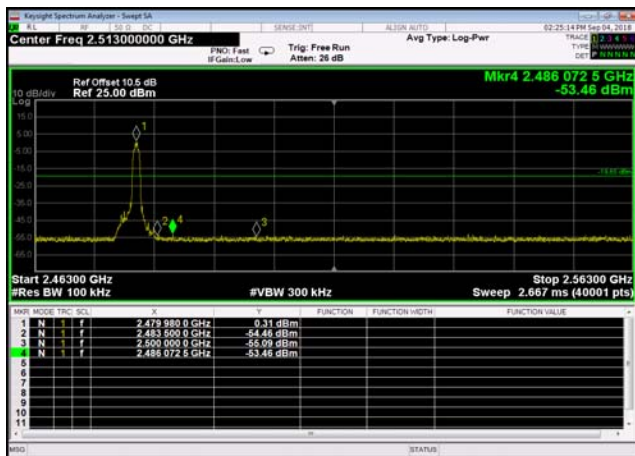 Keysight Spectrum Analyzer - Swept SA
RL RF 50 Ω DC SENSE:INT ALIGN AUTO 02:25:14 PM Sep 04, 2018
Center Freq 2.513000000 GHz
PNO: Fast
IFGain:Low
Trig: Free Run
Atten: 26 dB
Avg Type: Log-Pwr
TRACE 1 2 3 4 5 6
TYPE
DET P N N N N N
Mkr4 2.486 072 5 GHz
-53.46 dBm
Ref Offset 10.5 dB
10 dB/div Ref 25.00 dBm
Log
15.0
5.00
-5.00
-15.0
-25.0
-35.0
-45.0
-55.0
-65.0
1
2
4
3
Start 2.46300 GHz
Stop 2.56300 GHz
#Res BW 100 kHz
#VBW 300 kHz
Sweep 2.667 ms (40001 pts)
MKR MODE TRC SCL X Y FUNCTION FUNCTION WIDTH FUNCTION VALUE
1 N 1 f 2.479 980 0 GHz 0.31 dBm
2 N 1 f 2.483 500 0 GHz -54.46 dBm
3 N 1 f 2.500 000 0 GHz -55.09 dBm
4 N 1 f 2.486 072 5 GHz -53.46 dBm
5
6
7
8
9
10
11
MSG STATUS